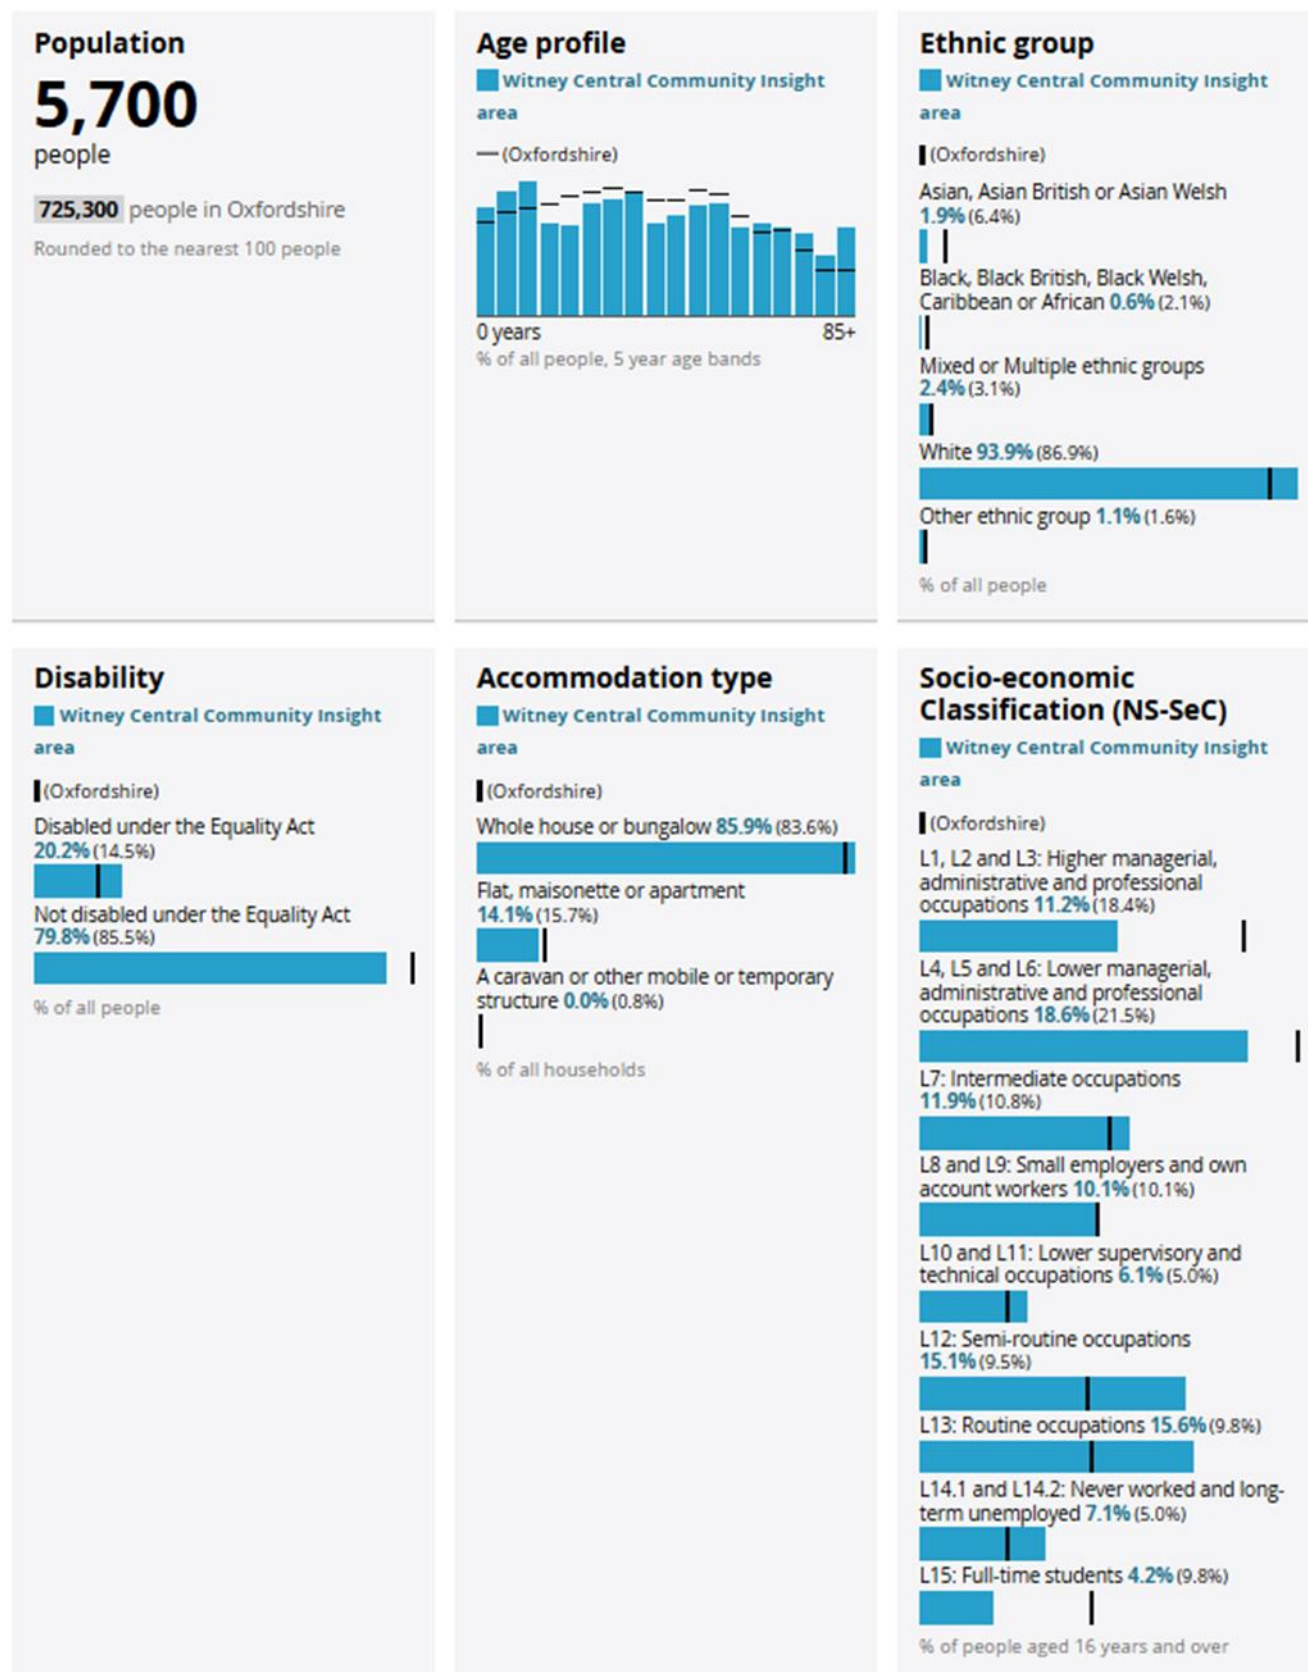 Population
5,700
people
725,300 people in Oxfordshire
Rounded to the nearest 100 people
Age profile
Witney Central Community Insight
area
(Oxfordshire)
0 years
85+
% of all people, 5 year age bands
Ethnic group
Witney Central Community Insight
area
(Oxfordshire)
Asian, Asian British or Asian Welsh
1.9% (6.4%)
Black, Black British, Black Welsh,
Caribbean or African 0.6% (2.1%)
Mixed or Multiple ethnic groups
2.4% (3.1%)
White 93.9% (86.9%)
Other ethnic group 1.1% (1.6%)
% of all people
Disability
Witney Central Community Insight
area
(Oxfordshire)
Disabled under the Equality Act
20.2% (14.5%)
Not disabled under the Equality Act
79.8% (85.5%)
% of all people
Accommodation type
Witney Central Community Insight
area
(Oxfordshire)
Whole house or bungalow 85.9% (83.6%)
Flat, maisonette or apartment
14.1% (15.7%)
A caravan or other mobile or temporary
structure 0.0% (0.8%)
% of all households
Socio-economic
Classification (NS-SeC)
Witney Central Community Insight
area
(Oxfordshire)
L1, L2 and L3: Higher managerial,
administrative and professional
occupations 11.2% (18.4%)
L4, L5 and L6: Lower managerial,
administrative and professional
occupations 18.6% (21.5%)
L7: Intermediate occupations
11.9% (10.8%)
L8 and L9: Small employers and own
account workers 10.1% (10.1%)
L10 and L11: Lower supervisory and
technical occupations 6.1% (5.0%)
L12: Semi-routine occupations
15.1% (9.5%)
L13: Routine occupations 15.6% (9.8%)
L14.1 and L14.2: Never worked and long-
term unemployed 7.1% (5.0%)
L15: Full-time students 4.2% (9.8%)
% of people aged 16 years and over